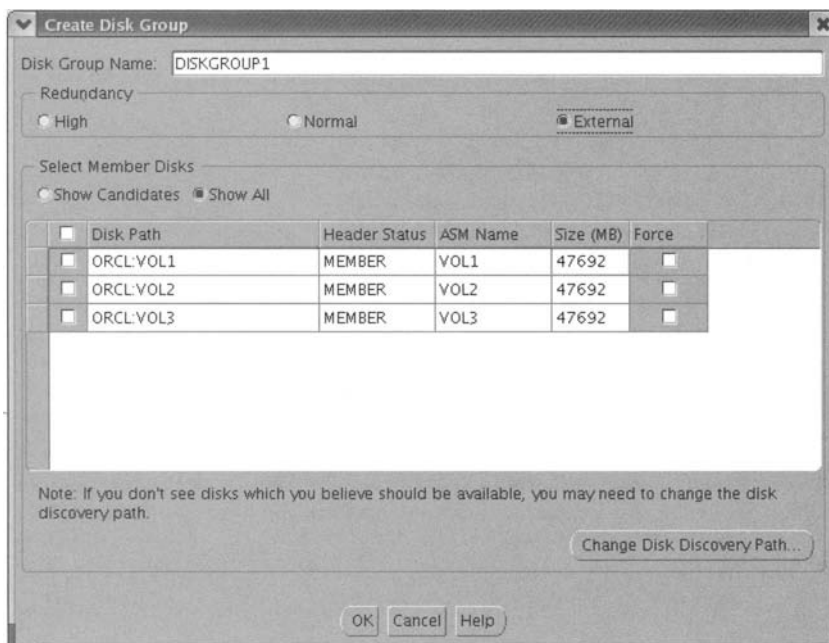 Create Disk Group
Disk Group Name: DISKGROUP1
Redundancy
High Normal External
Select Member Disks
Show Candidates Show All
Disk Path Header Status ASM Name Size (MB) Force
ORCL:VOL1 MEMBER VOL1 47692
ORCL:VOL2 MEMBER VOL2 47692
ORCL:VOL3 MEMBER VOL3 47692
Note: If you don't see disks which you believe should be available, you may need to change the disk
discovery path.
Change Disk Discovery Path...
OK Cancel Help